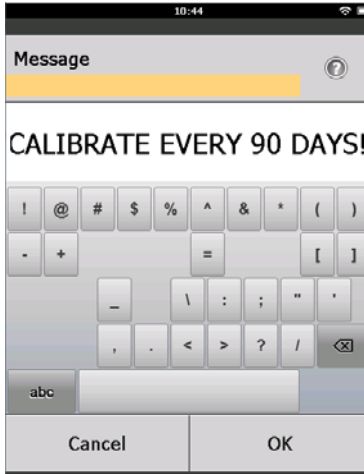 10:44
Message
?
CALIBRATE EVERY 90 DAYS!
! @ # $ % ^ & * ( )
- + = [ ]
_ \ : ; " '
, . < > ? /
abc
Cancel OK